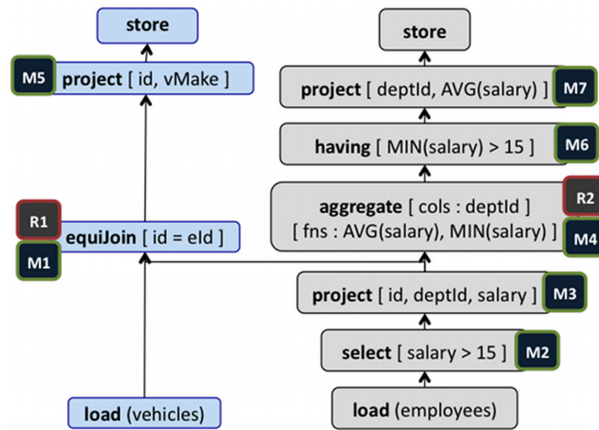 store
store
M5
project [ id, vMake ]
project [ deptId, AVG(salary) ]
M7
having [ MIN(salary) > 15 ]
M6
R1
equiJoin [ id = eId ]
M1
aggregate [ cols : deptId ]
[ fns : AVG(salary), MIN(salary) ]
R2
M4
project [ id, deptId, salary ]
M3
select [ salary > 15 ]
M2
load (vehicles)
load (employees)